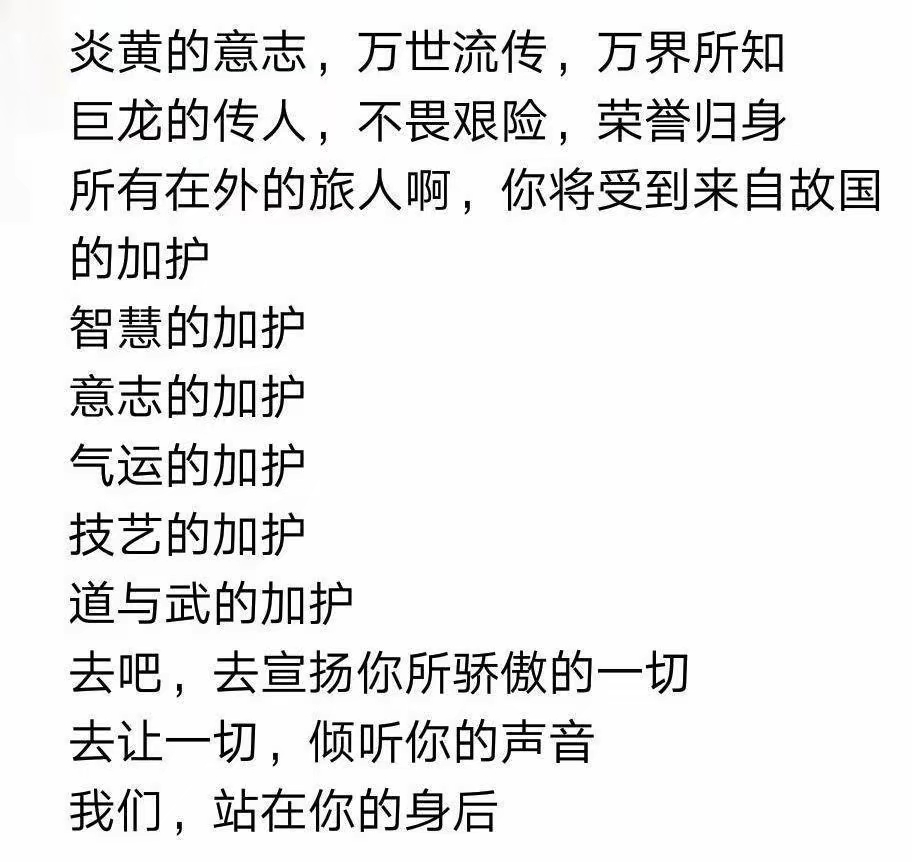 炎黄的意志，万世流传，万界所知
巨龙的传人，不畏艰险，荣誉归身
所有在外的旅人啊，你将受到来自故国
的加护
智慧的加护
意志的加护
气运的加护
技艺的加护
道与武的加护
去吧，去宣扬你所骄傲的一切
去让一切，倾听你的声音
我们，站在你的身后